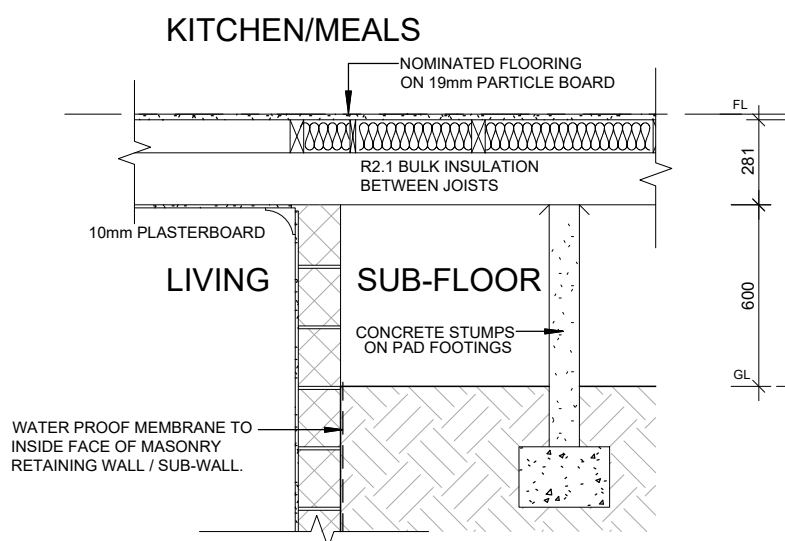 KITCHEN/MEALS
NOMINATED FLOORING
ON 19mm PARTICLE BOARD
FL
281
R2.1 BULK INSULATION
BETWEEN JOISTS
10mm PLASTERBOARD
LIVING
SUB-FLOOR
600
CONCRETE STUMPS
ON PAD FOOTINGS
GL
WATER PROOF MEMBRANE TO
INSIDE FACE OF MASONRY
RETAINING WALL / SUB-WALL.